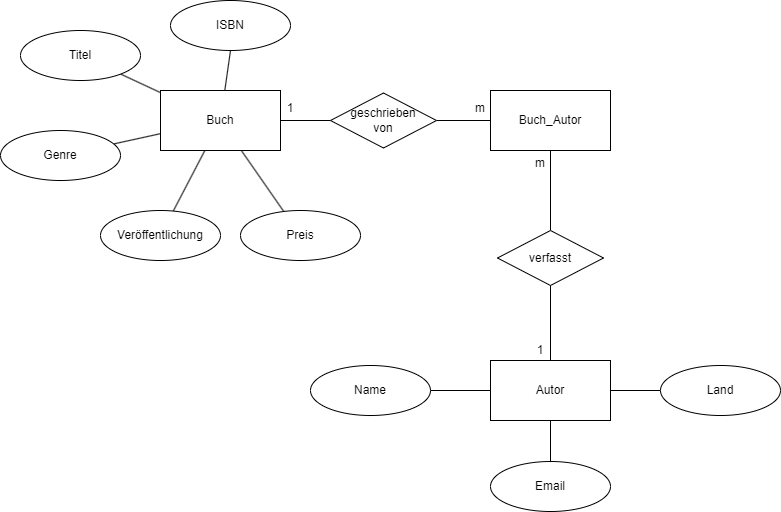 ISBN
Titel
Buch
1
geschrieben
von
m
Buch_Autor
Genre
m
Veröffentlichung
Preis
verfasst
1
Name
Autor
Land
Email